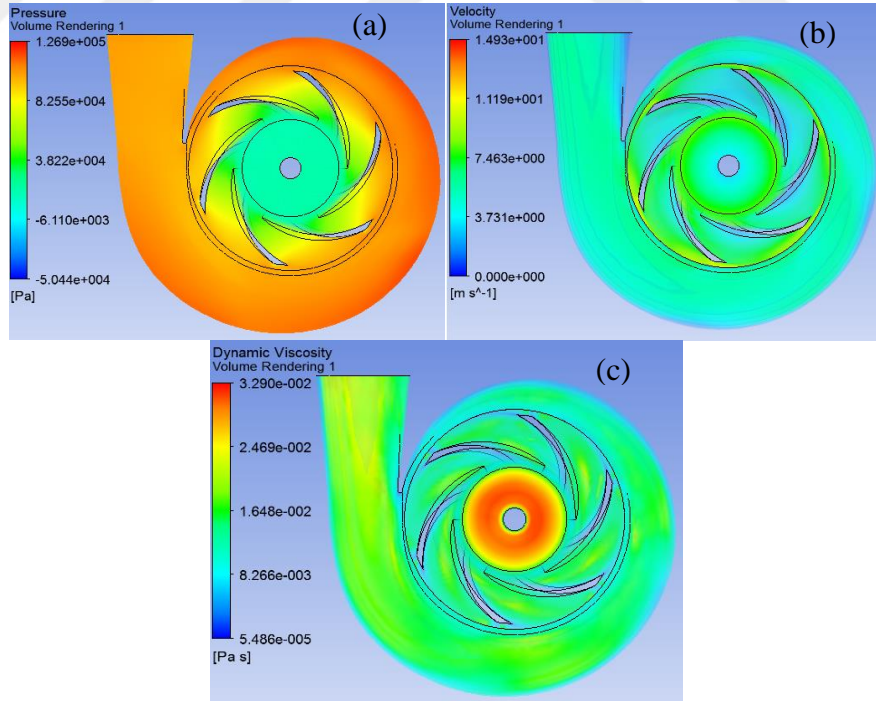 Pressure
Volume Rendering 1
1.269e+005
8.255e+004
3.822e+004
-6.110e+003
-5.044e+004
[Pa]
(a)
Velocity
Volume Rendering 1
1.493e+001
1.119e+001
7.463e+000
3.731e+000
0.000e+000
[m s^-1]
(b)
Dynamic Viscosity
Volume Rendering 1
3.290e-002
2.469e-002
1.648e-002
8.266e-003
5.486e-005
[Pa s]
(c)